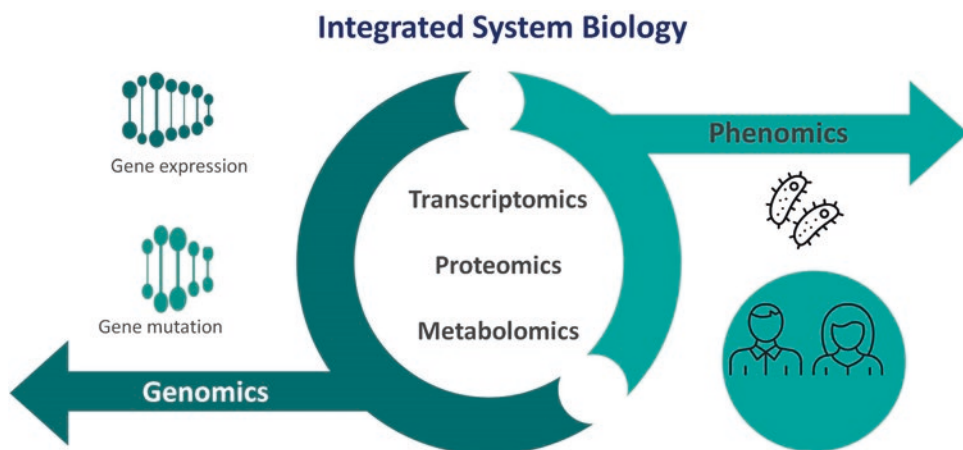 Integrated System Biology
Gene expression
Phenomics
Transcriptomics
Proteomics
Gene mutation
Metabolomics
Genomics